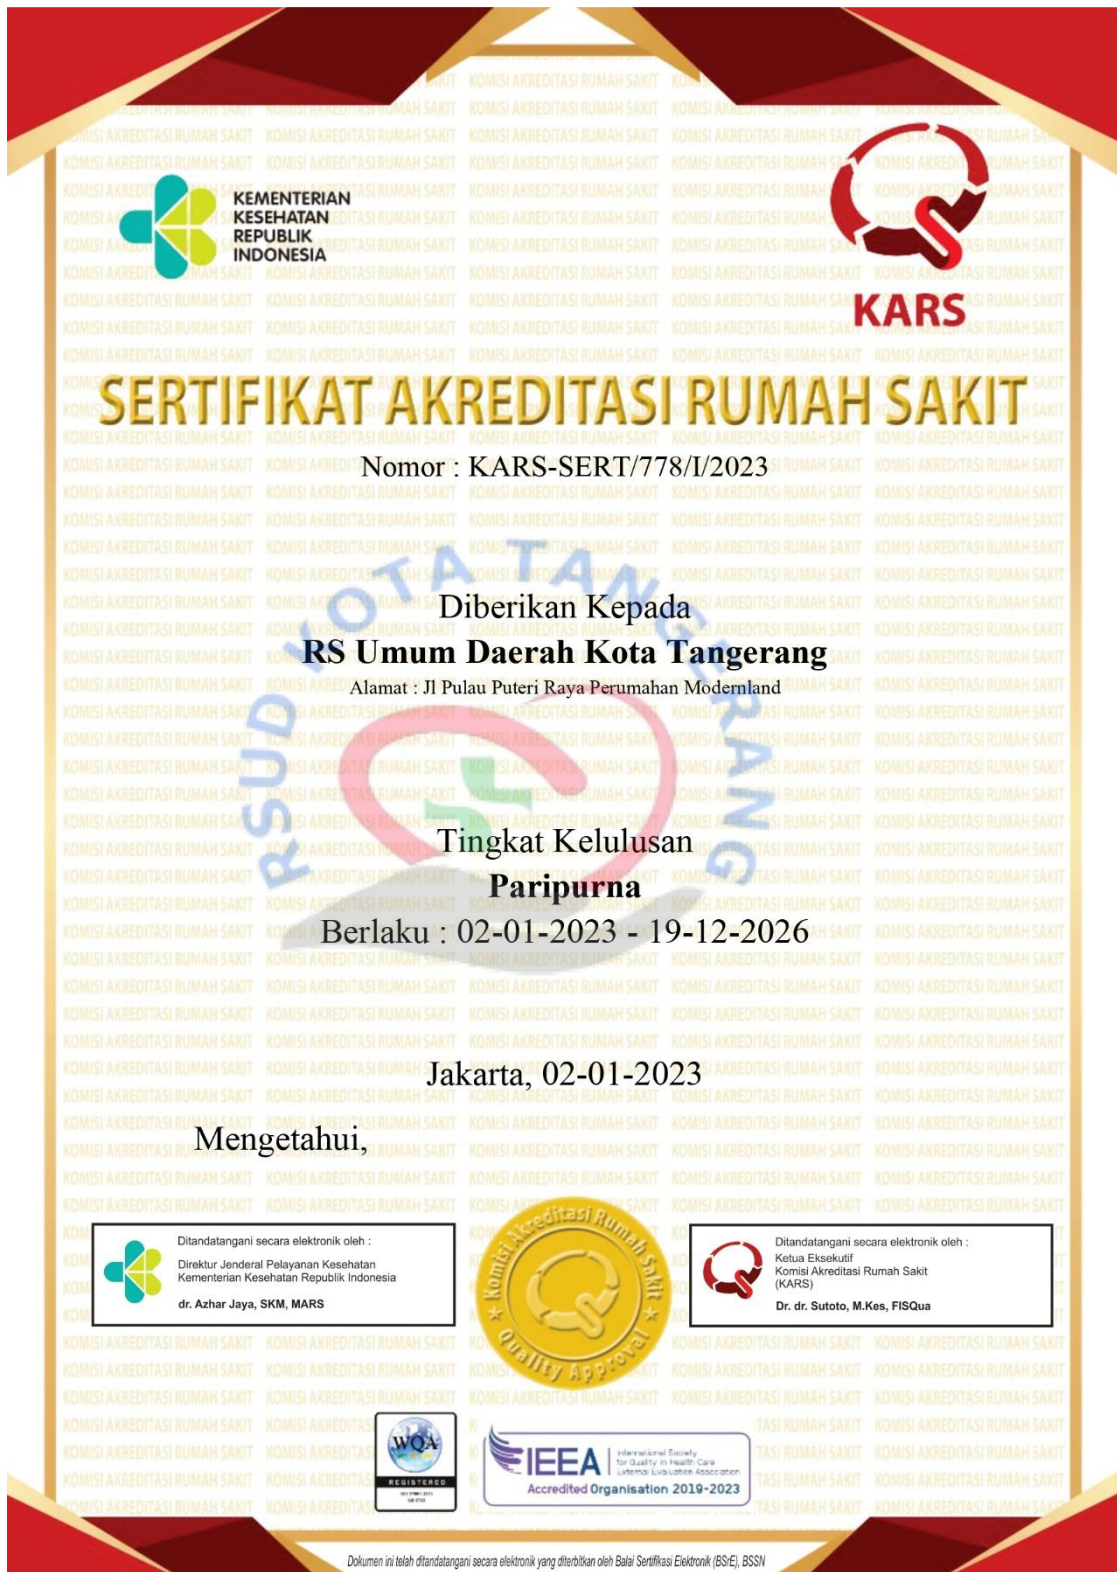 KEMENTERIAN
KESEHATAN
REPUBLIK
INDONESIA
KARS
SERTIFIKAT AKREDITASI RUMAH SAKIT
Nomor : KARS-SERT/778/I/2023
RSUD KOTA TANGERANG
Diberikan Kepada
RS Umum Daerah Kota Tangerang
Alamat : Jl Pulau Puteri Raya Perumahan Modernland
Tingkat Kelulusan
Paripurna
Berlaku : 02-01-2023 - 19-12-2026
Jakarta, 02-01-2023
Mengetahui,
Ditandatangani secara elektronik oleh :
Direktur Jenderal Pelayanan Kesehatan
Kementerian Kesehatan Republik Indonesia
dr. Azhar Jaya, SKM, MARS
Komisi Akreditasi Rumah Sakit
Quality Approval
Ditandatangani secara elektronik oleh :
Ketua Eksekutif
Komisi Akreditasi Rumah Sakit
(KARS)
Dr. dr. Sutoto, M.Kes, FISQua
WQA
REGISTERED
IEEA
International Society
for Quality in Health Care
External Evaluation Association
Accredited Organisation 2019-2023
Dokumen ini telah ditandatangani secara elektronik yang diterbitkan oleh Balai Sertifikasi Elektronik (BSrE), BSSN